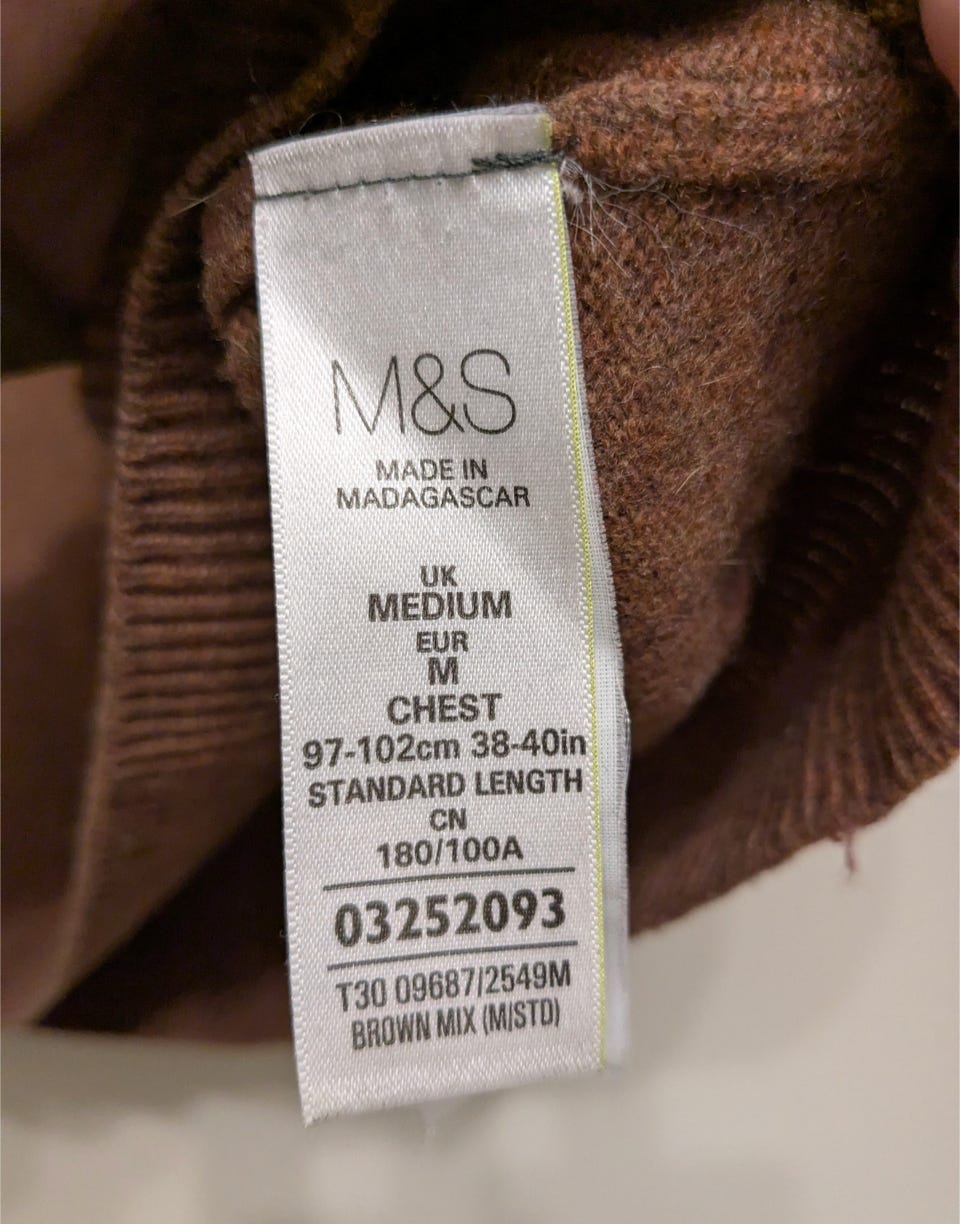 M&S
MADE IN
MADAGASCAR
UK
MEDIUM
EUR
M
CHEST
97-102cm 38-40in
STANDARD LENGTH
CN
180/100A
03252093
T30 09687/2549M
BROWN MIX (M|STD)